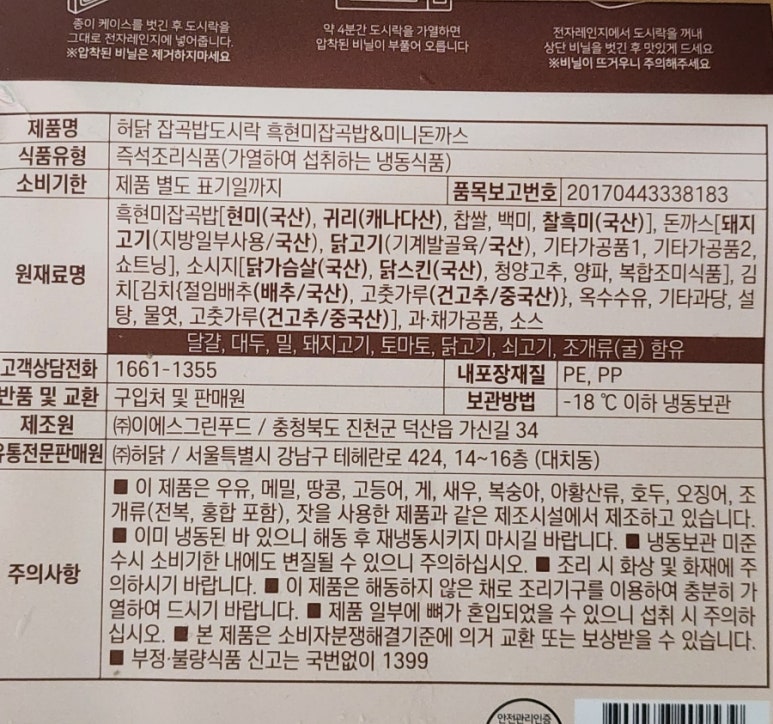 종이 케이스를 벗긴 후 도시락을
그대로 전자레인지에 넣어줍니다.
※압착된 비닐은 제거하지마세요
약 4분간 도시락을 가열하면
압착된 비닐이 부풀어 오릅니다
전자레인지에서 도시락을 꺼내
상단 비닐을 벗긴 후 맛있게 드세요
※비닐이 뜨거우니 주의해주세요
제품명 허닭 잡곡밥도시락 흑현미잡곡밥&미니돈까스
식품유형 즉석조리식품(가열하여 섭취하는 냉동식품)
소비기한 제품 별도 표기일까지 품목보고번호 20170443338183
원재료명
흑현미잡곡밥[현미(국산), 귀리(캐나다산), 찹쌀, 백미, 찰흑미(국산)], 돈까스[돼지
고기(지방일부사용/국산), 닭고기(기계발골육/국산), 기타가공품1, 기타가공품2,
쇼트닝], 소시지[닭가슴살(국산), 닭스킨(국산), 청양고추, 양파, 복합조미식품], 김
치[김치{절임배추(배추/국산), 고춧가루(건고추/중국산)}, 옥수수유, 기타과당, 설
탕, 물엿, 고춧가루(건고추/중국산)], 과·채가공품, 소스
달걀, 대두, 밀, 돼지고기, 토마토, 닭고기, 쇠고기, 조개류(굴) 함유
고객상담전화 1661-1355 내포장재질 PE, PP
반품 및 교환 구입처 및 판매원 보관방법 -18 ℃ 이하 냉동보관
제조원 ㈜이에스그린푸드 / 충청북도 진천군 덕산읍 가신길 34
유통전문판매원 ㈜허닭 / 서울특별시 강남구 테헤란로 424, 14~16층 (대치동)
주의사항
■ 이 제품은 우유, 메밀, 땅콩, 고등어, 게, 새우, 복숭아, 아황산류, 호두, 오징어, 조
개류(전복, 홍합 포함), 잣을 사용한 제품과 같은 제조시설에서 제조하고 있습니다.
■ 이미 냉동된 바 있으니 해동 후 재냉동시키지 마시길 바랍니다. ■ 냉동보관 미준
수시 소비기한 내에도 변질될 수 있으니 주의하십시오. ■ 조리 시 화상 및 화재에 주
의하시기 바랍니다. ■ 이 제품은 해동하지 않은 채로 조리기구를 이용하여 충분히 가
열하여 드시기 바랍니다. ■ 제품 일부에 뼈가 혼입되었을 수 있으니 섭취 시 주의하
십시오. ■ 본 제품은 소비자분쟁해결기준에 의거 교환 또는 보상받을 수 있습니다.
■ 부정·불량식품 신고는 국번없이 1399
안전관리인증